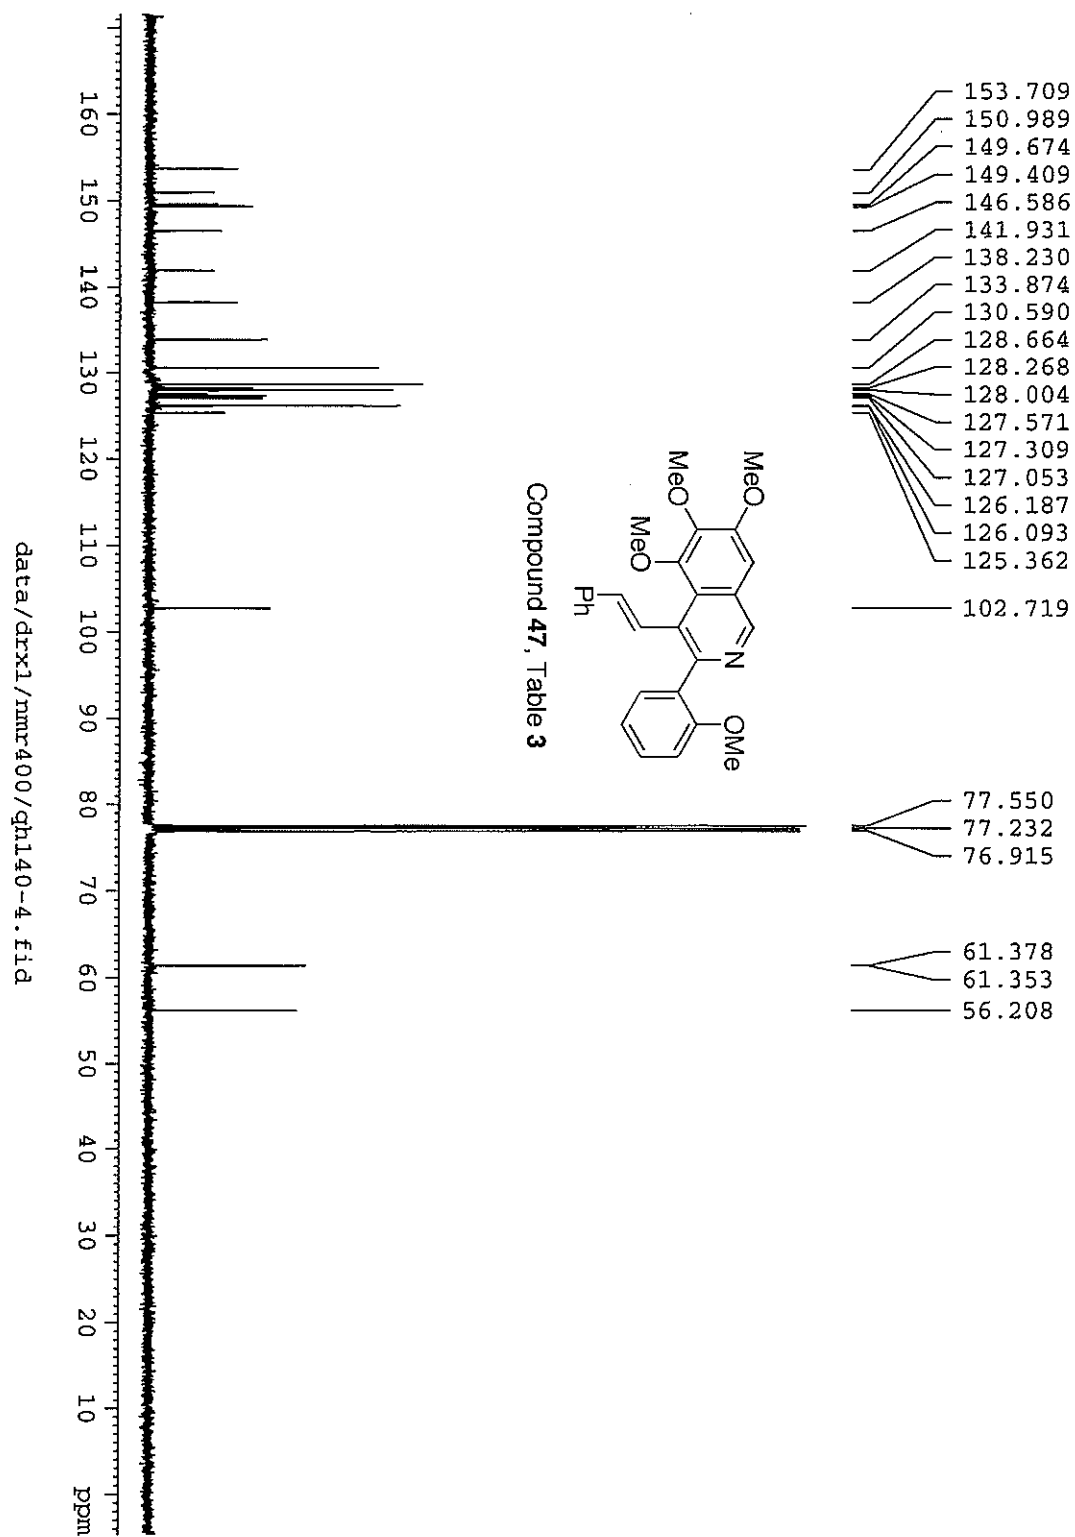 153.709
150.989
149.674
149.409
146.586
141.931
138.230
133.874
130.590
128.664
128.268
128.004
127.571
127.309
127.053
126.187
126.093
125.362
102.719
77.550
77.232
76.915
61.378
61.353
56.208
MeO
MeO
MeO
Ph
N
OMe
Compound 47, Table 3
160 150 140 130 120 110 100 90 80 70 60 50 40 30 20 10 ppm
data/drx1/nmr400/qh140-4.fid